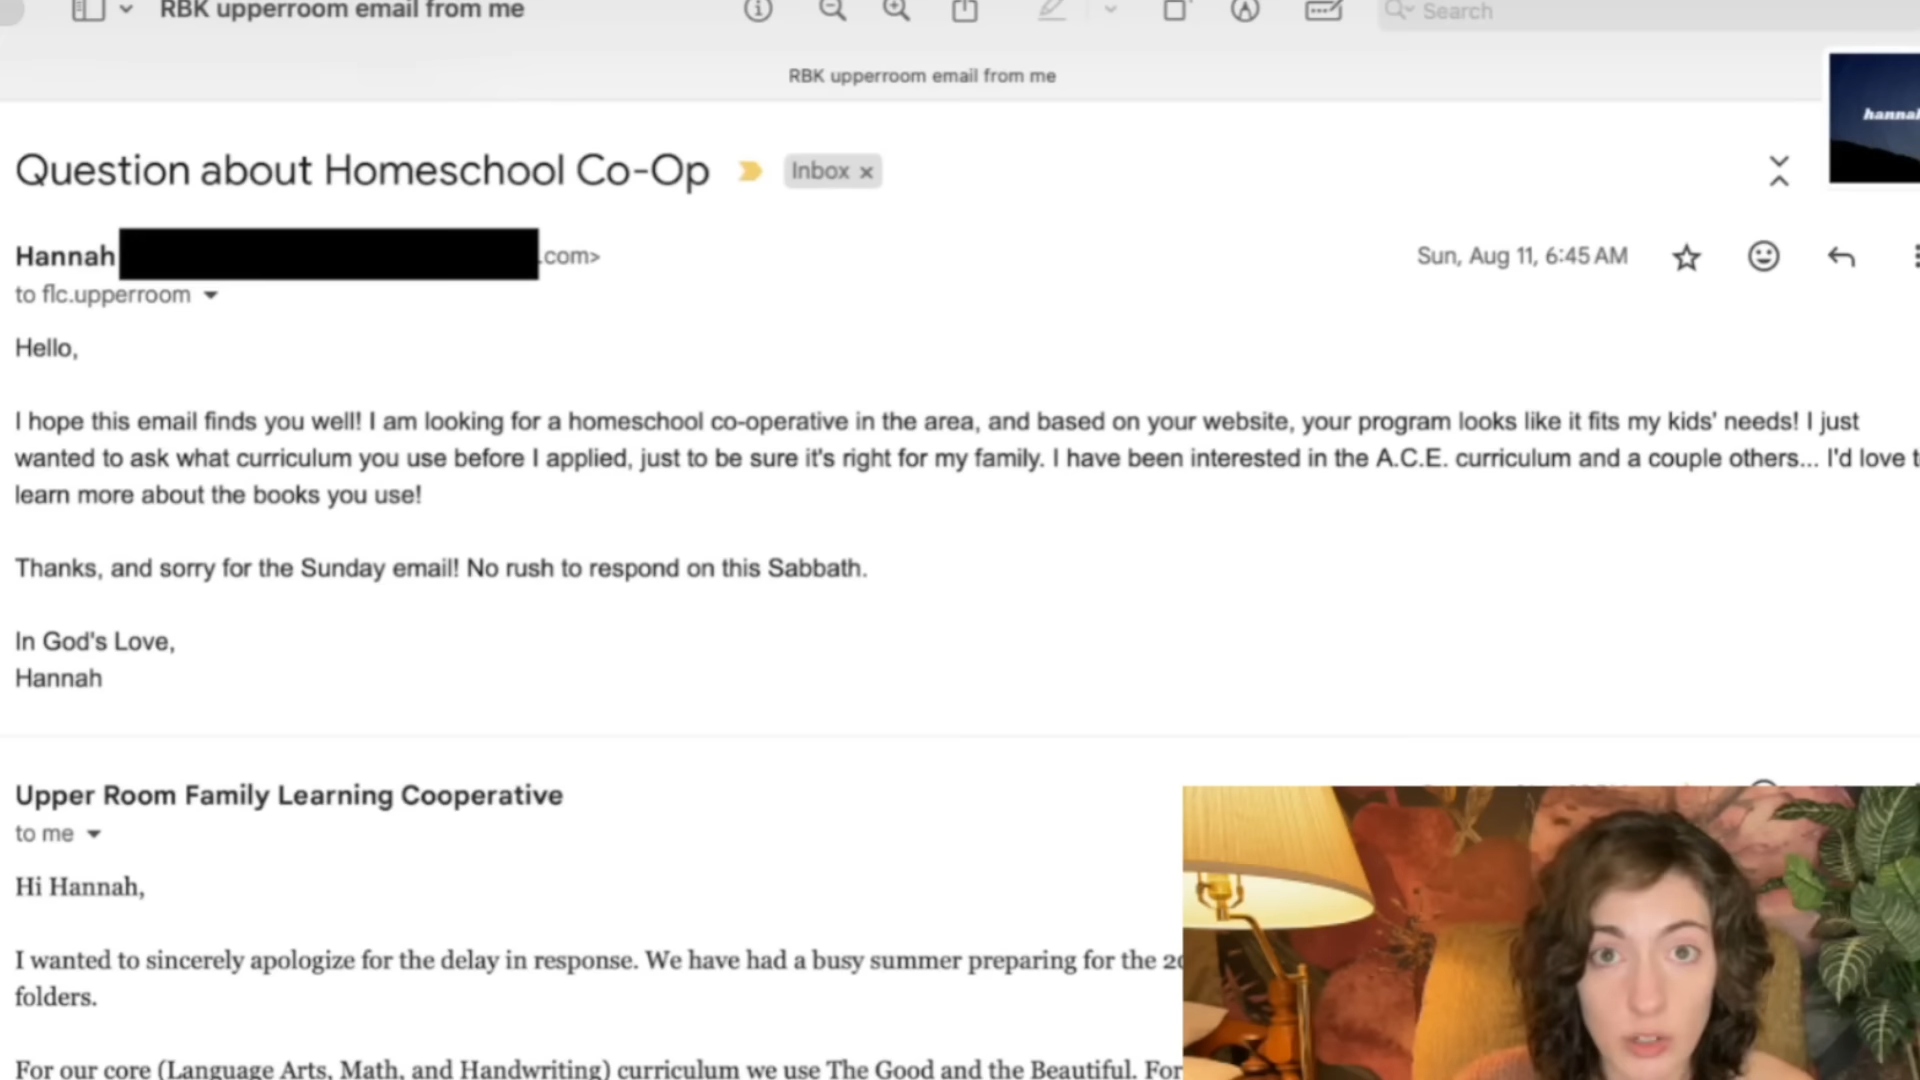 RBK upperroom email from me
Search
RBK upperroom email from me
hannah
Question about Homeschool Co-Op
Inbox ×
Hannah .com>
Sun, Aug 11, 6:45 AM
to flc.upperroom
Hello,
I hope this email finds you well! I am looking for a homeschool co-operative in the area, and based on your website, your program looks like it fits my kids' needs! I just
wanted to ask what curriculum you use before I applied, just to be sure it's right for my family. I have been interested in the A.C.E. curriculum and a couple others... I'd love t
learn more about the books you use!
Thanks, and sorry for the Sunday email! No rush to respond on this Sabbath.
In God's Love,
Hannah
Upper Room Family Learning Cooperative
to me
Hi Hannah,
I wanted to sincerely apologize for the delay in response. We have had a busy summer preparing for the 20
folders.
For our core (Language Arts, Math, and Handwriting) curriculum we use The Good and the Beautiful. For